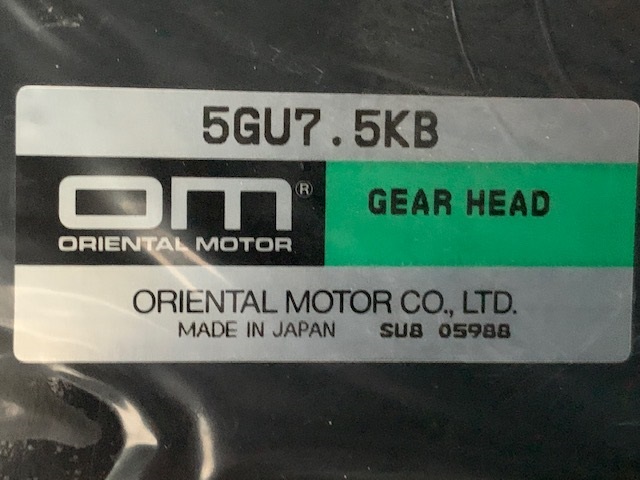 5GU7.5KB
OM®
ORIENTAL MOTOR
GEAR HEAD
ORIENTAL MOTOR CO., LTD.
MADE IN JAPAN SU8 05988